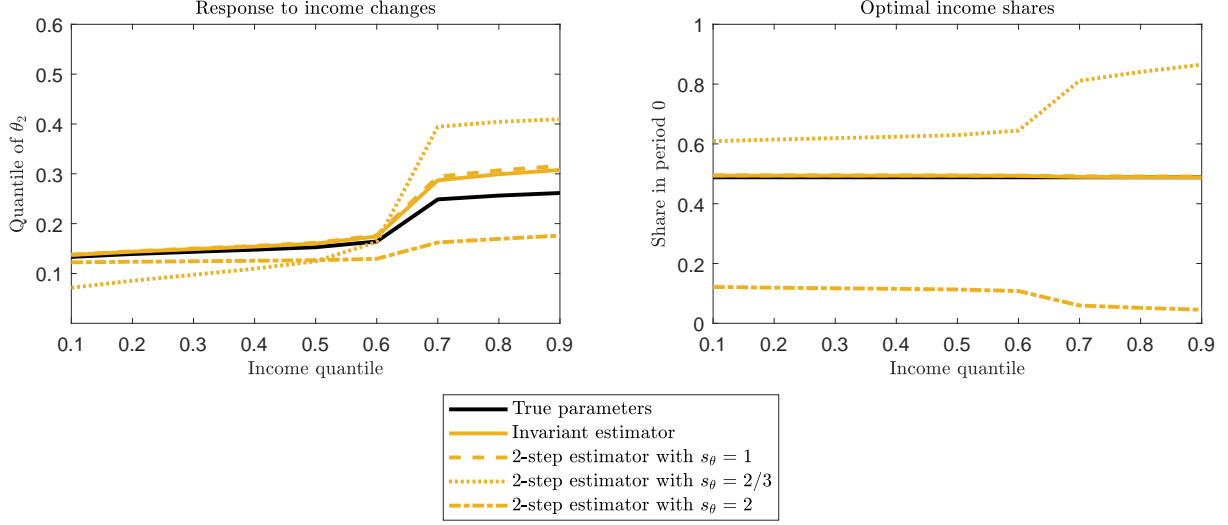 Response to income changes
Quantile of θ₂
0.6
0.5
0.4
0.3
0.2
0.1
0.1 0.2 0.3 0.4 0.5 0.6 0.7 0.8 0.9
Income quantile
Optimal income shares
Share in period 0
1
0.8
0.6
0.4
0.2
0
0.1 0.2 0.3 0.4 0.5 0.6 0.7 0.8 0.9
Income quantile
True parameters
Invariant estimator
2-step estimator with s_θ = 1
2-step estimator with s_θ = 2/3
2-step estimator with s_θ = 2